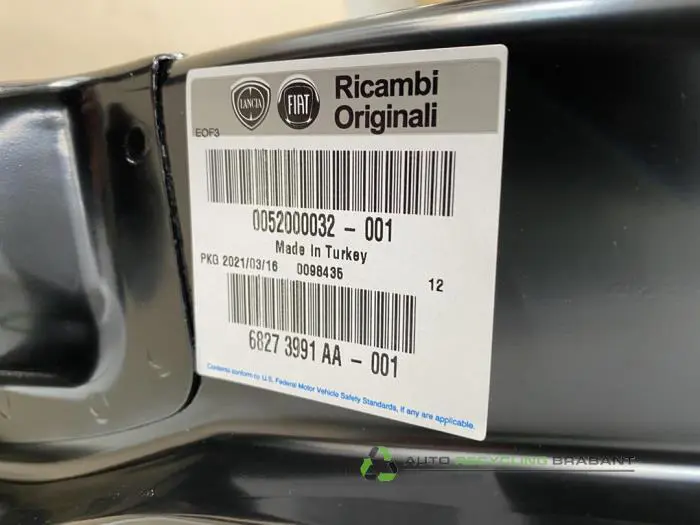 LANCIA
FIAT
Ricambi
Originali
EOF3
0052000032 - 001
Made In Turkey
PKG 2021/03/16 0098435 12
6827 3991 AA - 001
Contents conform to U.S. Federal Motor Vehicle Safety Standards, if any are applicable.
AUTO RECYCLING BRABANT